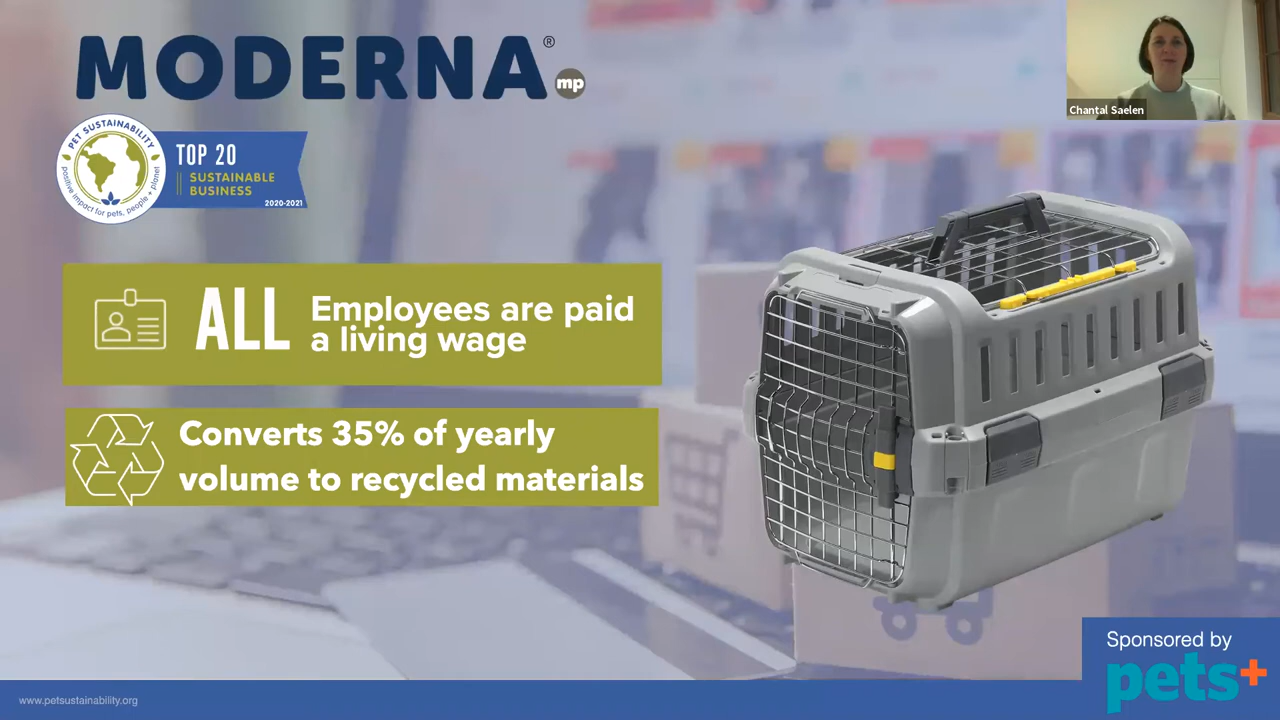 MODERNA®
mp
Chantal Saelen
PET SUSTAINABILITY
positive impact for pets, people + planet
TOP 20
SUSTAINABLE
BUSINESS
2020-2021
ALL
Employees are paid
a living wage
Converts 35% of yearly
volume to recycled materials
Sponsored by
pets+
www.petsustainability.org